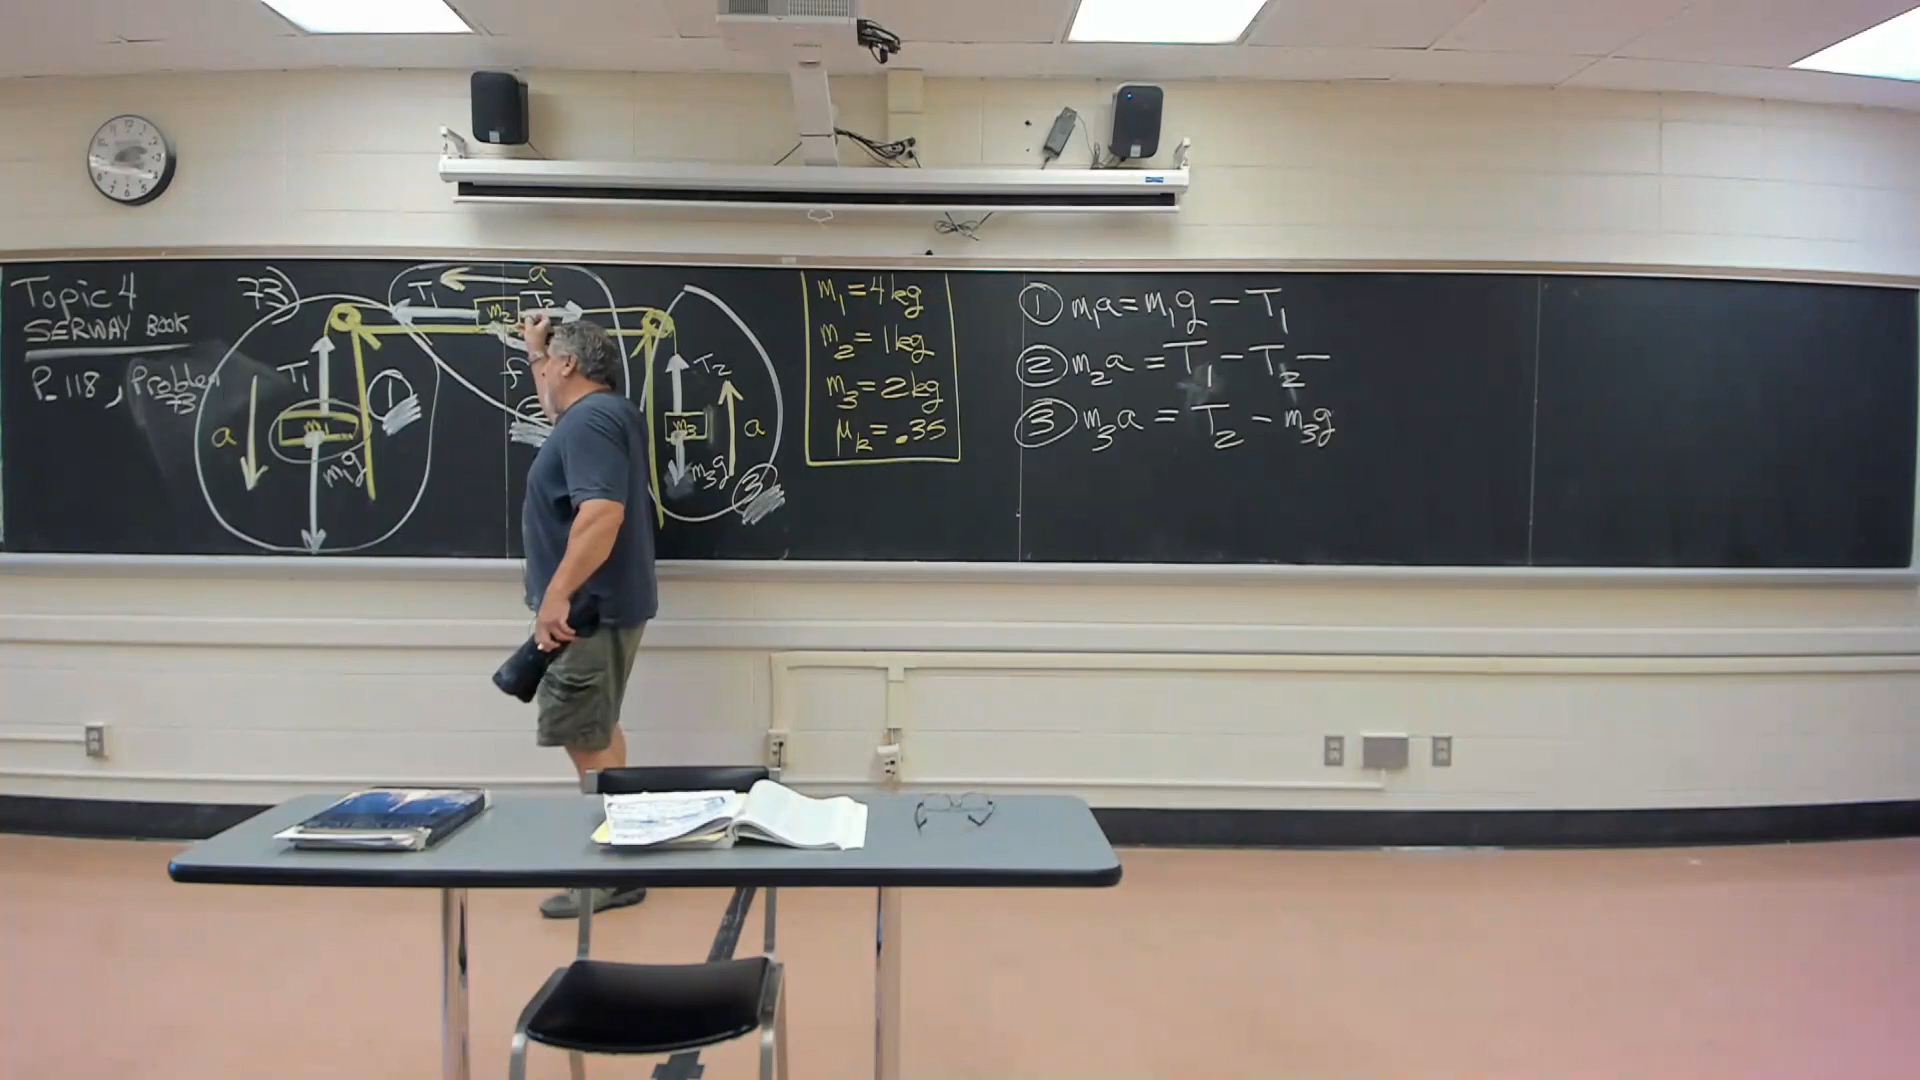 Topic 4
SERWAY BOOK
P. 118, Problem
73
73
a
T₁
m₁
m₁g
1
a
T₁
m₂
T₂
f
2
T₂
m₃
m₃g
a
3
m₁ = 4 kg
m₂ = 1 kg
m₃ = 2 kg
μₖ = .35
① m₁a = m₁g − T₁
② m₂a = T₁ − T₂ −
③ m₃a = T₂ − m₃g